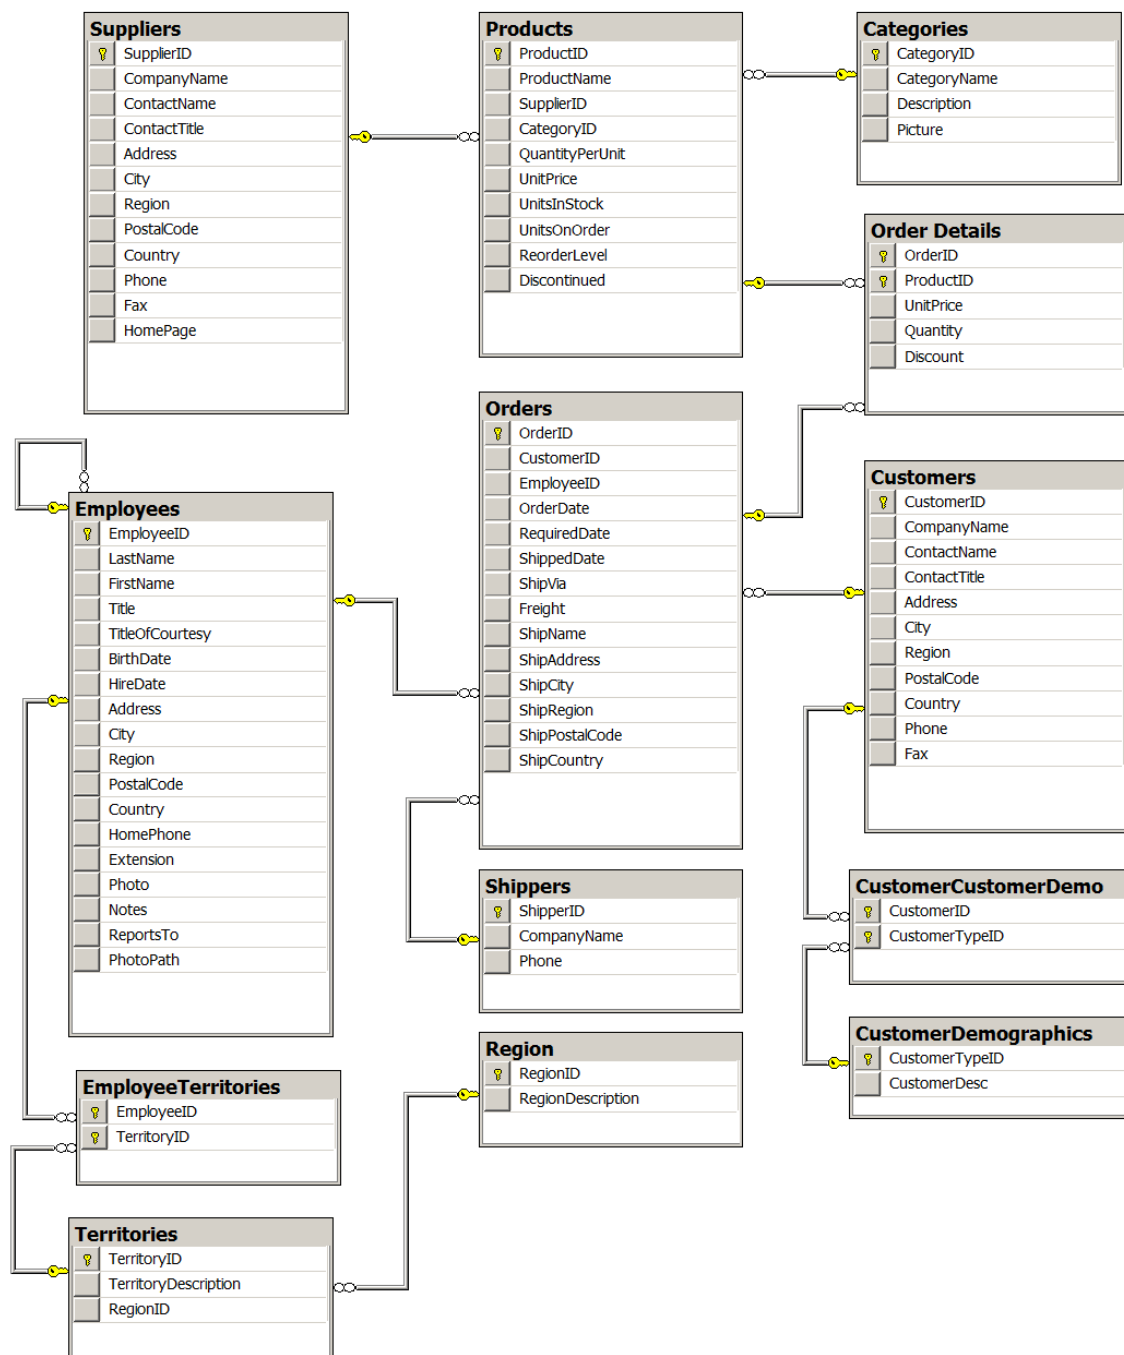 Suppliers
SupplierID
CompanyName
ContactName
ContactTitle
Address
City
Region
PostalCode
Country
Phone
Fax
HomePage
Products
ProductID
ProductName
SupplierID
CategoryID
QuantityPerUnit
UnitPrice
UnitsInStock
UnitsOnOrder
ReorderLevel
Discontinued
Categories
CategoryID
CategoryName
Description
Picture
Order Details
OrderID
ProductID
UnitPrice
Quantity
Discount
Orders
OrderID
CustomerID
EmployeeID
OrderDate
RequiredDate
ShippedDate
ShipVia
Freight
ShipName
ShipAddress
ShipCity
ShipRegion
ShipPostalCode
ShipCountry
Employees
EmployeeID
LastName
FirstName
Title
TitleOfCourtesy
BirthDate
HireDate
Address
City
Region
PostalCode
Country
HomePhone
Extension
Photo
Notes
ReportsTo
PhotoPath
Customers
CustomerID
CompanyName
ContactName
ContactTitle
Address
City
Region
PostalCode
Country
Phone
Fax
Shippers
ShipperID
CompanyName
Phone
CustomerCustomerDemo
CustomerID
CustomerTypeID
CustomerDemographics
CustomerTypeID
CustomerDesc
Region
RegionID
RegionDescription
EmployeeTerritories
EmployeeID
TerritoryID
Territories
TerritoryID
TerritoryDescription
RegionID